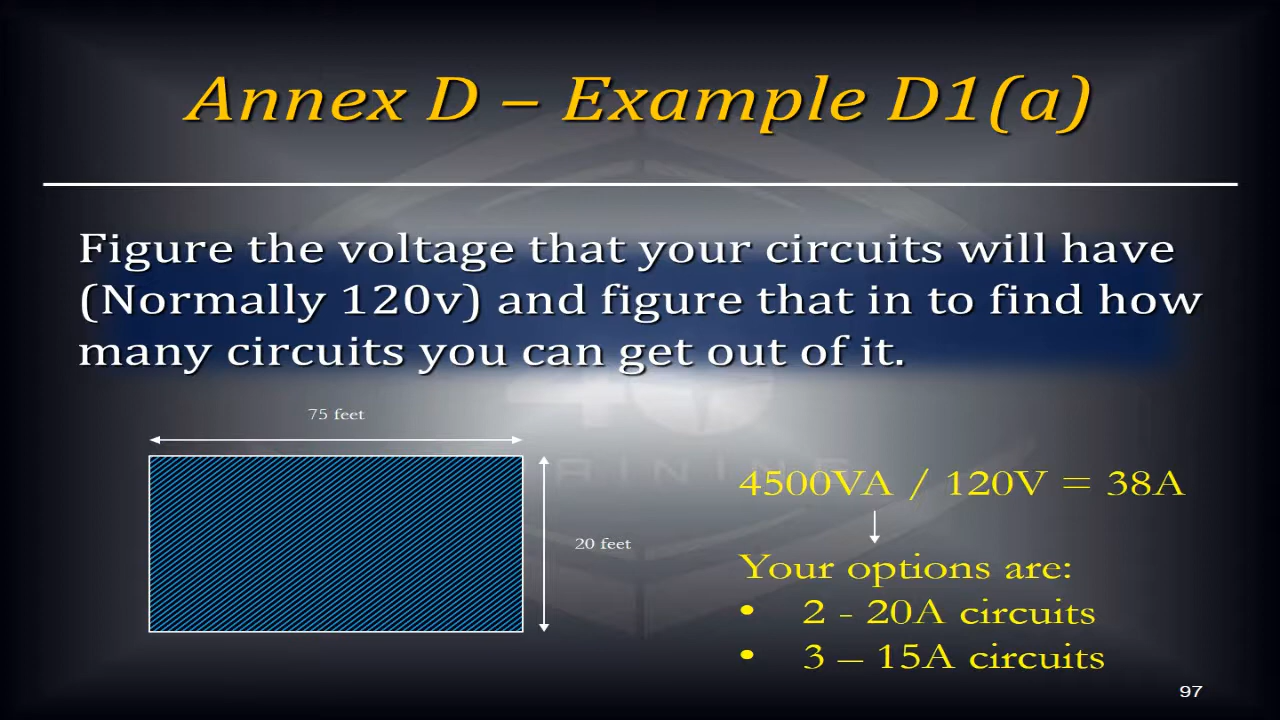 Annex D – Example D1(a)
Figure the voltage that your circuits will have
(Normally 120v) and figure that in to find how
many circuits you can get out of it.
75 feet
20 feet
4500VA / 120V = 38A
Your options are:
• 2 - 20A circuits
• 3 – 15A circuits
97